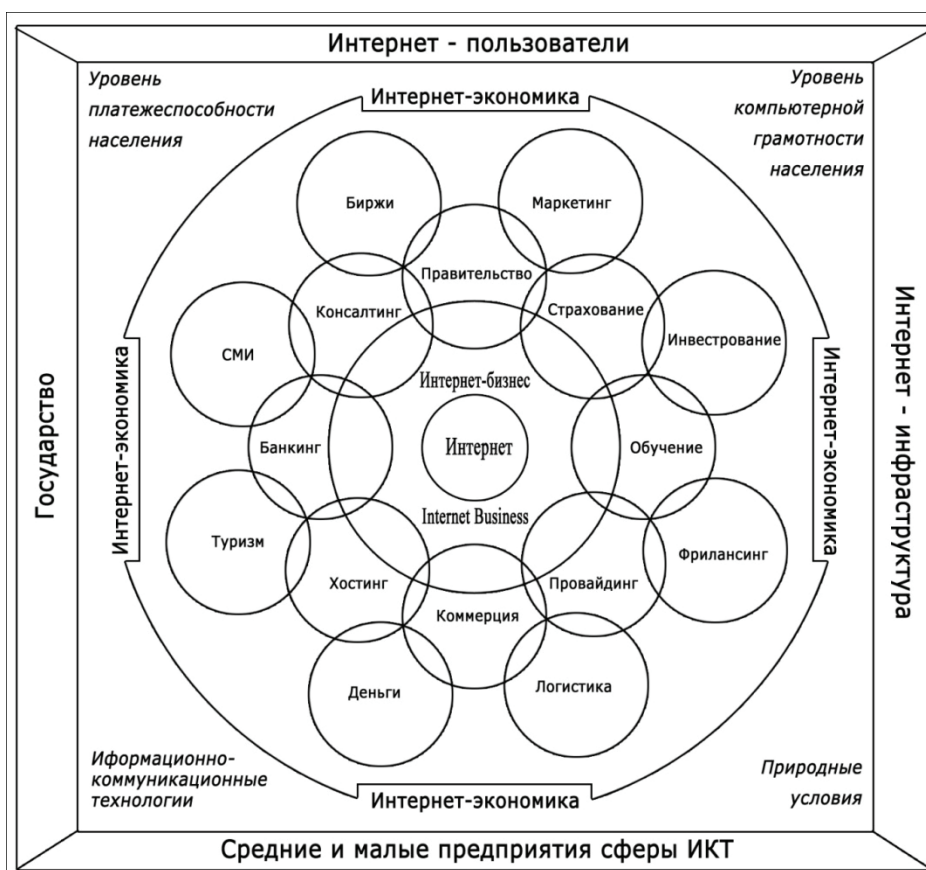 Интернет - пользователи
Уровень
платежеспособности
населения
Уровень
компьютерной
грамотности
населения
Интернет-экономика
Биржи
Маркетинг
Правительство
Консалтинг
Страхование
СМИ
Инвестрование
Интернет-бизнес
Государство
Интернет-экономика
Банкинг
Интернет
Обучение
Интернет-экономика
Интернет - инфраструктура
Internet Business
Туризм
Фрилансинг
Хостинг
Провайдинг
Коммерция
Деньги
Логистика
Иформационно-
коммуникационные
технологии
Природные
условия
Интернет-экономика
Средние и малые предприятия сферы ИКТ